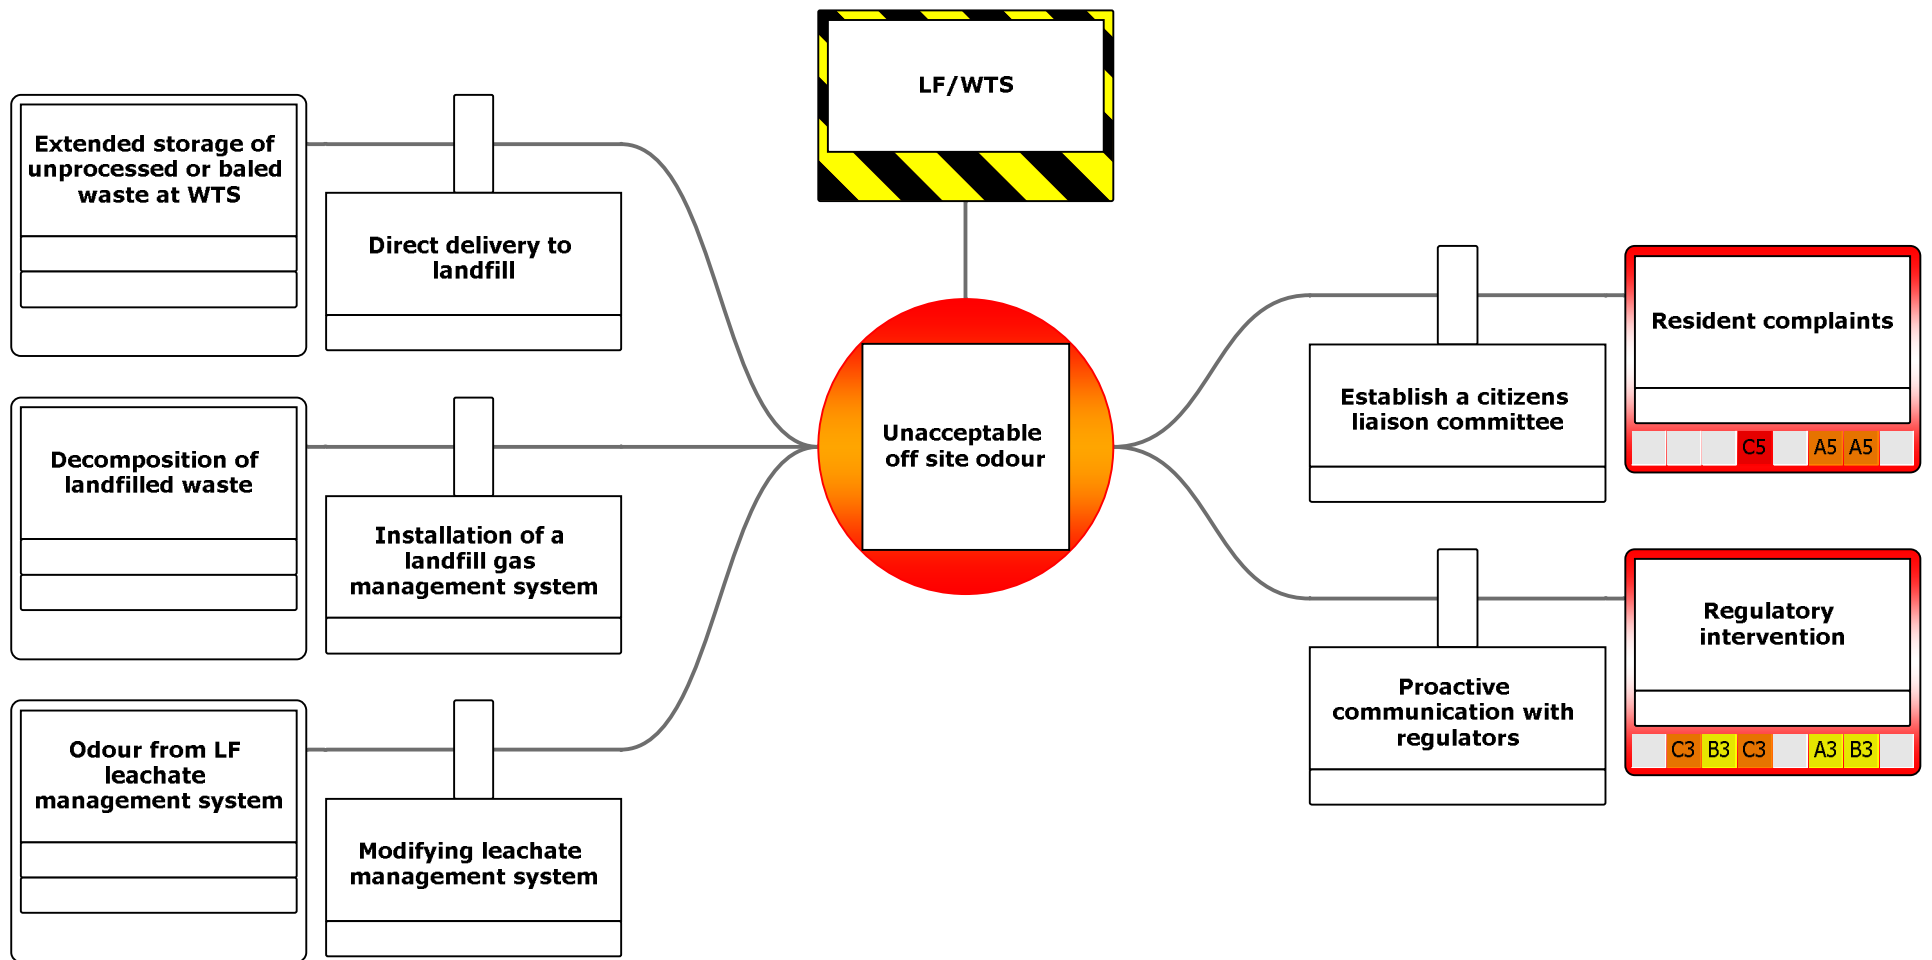 LF/WTS
Extended storage of
unprocessed or baled
waste at WTS
Direct delivery to
landfill
Decomposition of
landfilled waste
Installation of a
landfill gas
management system
Odour from LF
leachate
management system
Modifying leachate
management system
Unacceptable
off site odour
Establish a citizens
liaison committee
Resident complaints
C5 A5 A5
Proactive
communication with
regulators
Regulatory
intervention
C3 B3 C3 A3 B3